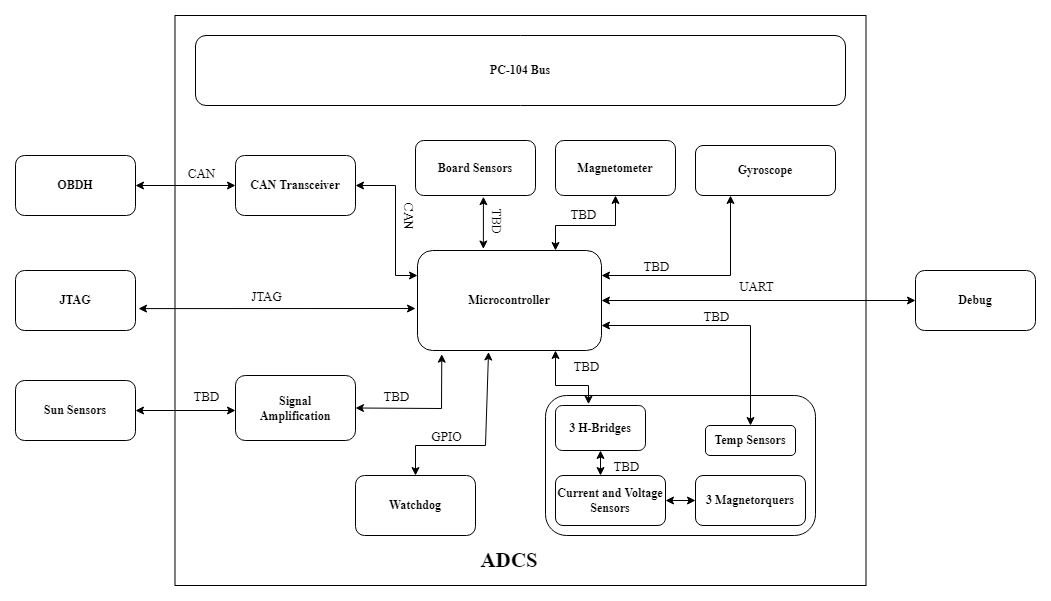 PC-104 Bus
OBDH
CAN
CAN Transceiver
CAN
Board Sensors
TBD
Magnetometer
TBD
Gyroscope
TBD
JTAG
JTAG
Microcontroller
UART
Debug
TBD
Sun Sensors
TBD
Signal
Amplification
TBD
GPIO
Watchdog
TBD
3 H-Bridges
TBD
Temp Sensors
Current and Voltage
Sensors
3 Magnetorquers
ADCS